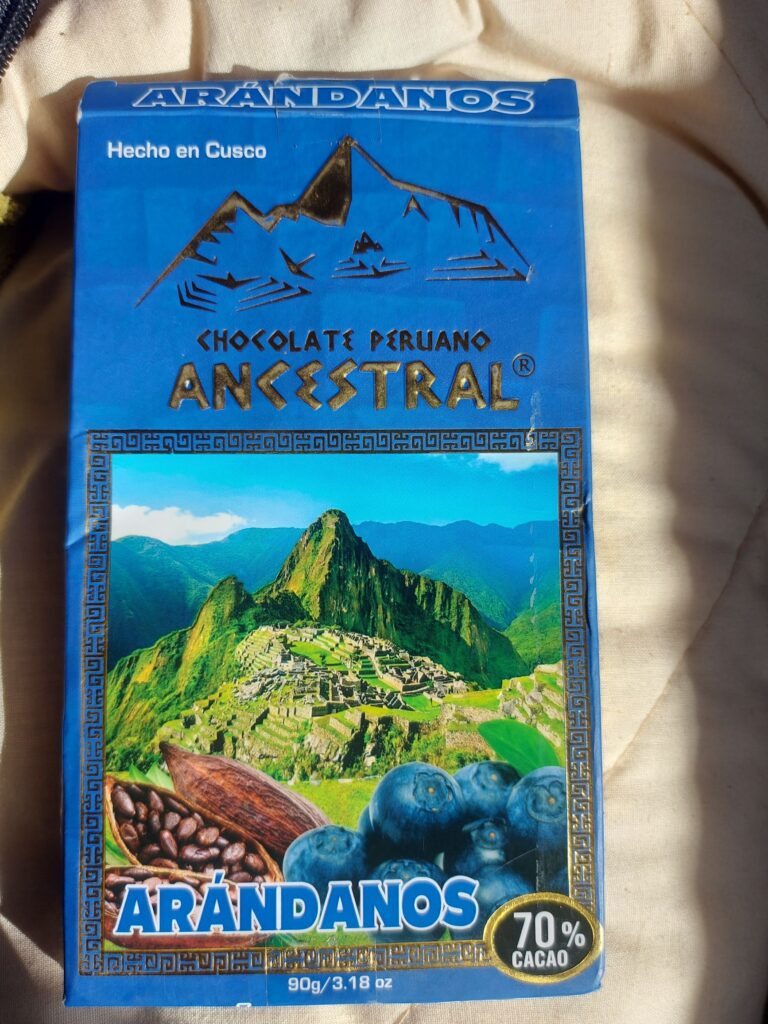 ARÁNDANOS
Hecho en Cusco
CHOCOLATE PERUANO
ANCESTRAL®
ARÁNDANOS
70%
CACAO
90g/3.18 oz